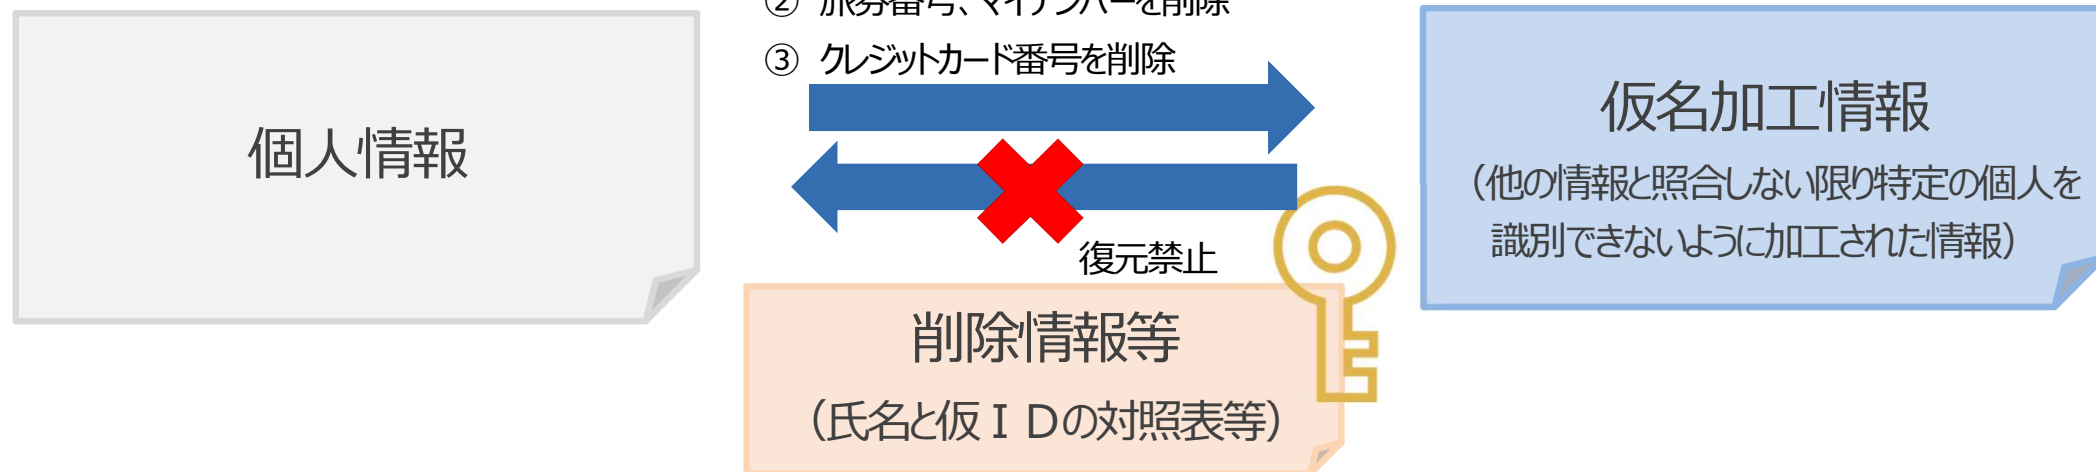 ② 旅券番号、マイナンバーを削除
③ クレジットカード番号を削除
個人情報
仮名加工情報
（他の情報と照合しない限り特定の個人を
識別できないように加工された情報）
復元禁止
削除情報等
（氏名と仮ＩＤの対照表等）